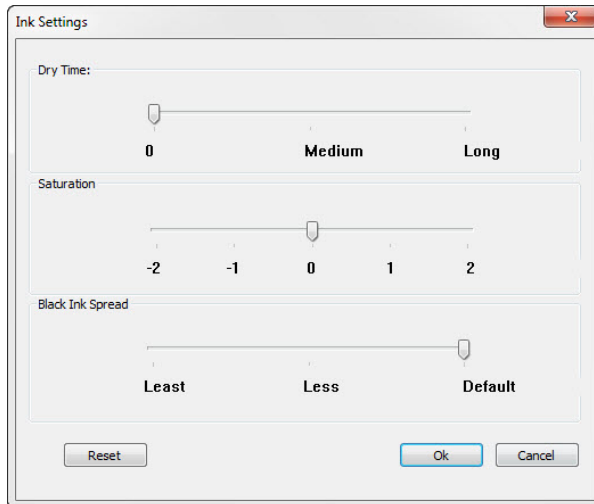 Ink Settings
Dry Time:
0 Medium Long
Saturation
-2 -1 0 1 2
Black Ink Spread
Least Less Default
Reset Ok Cancel